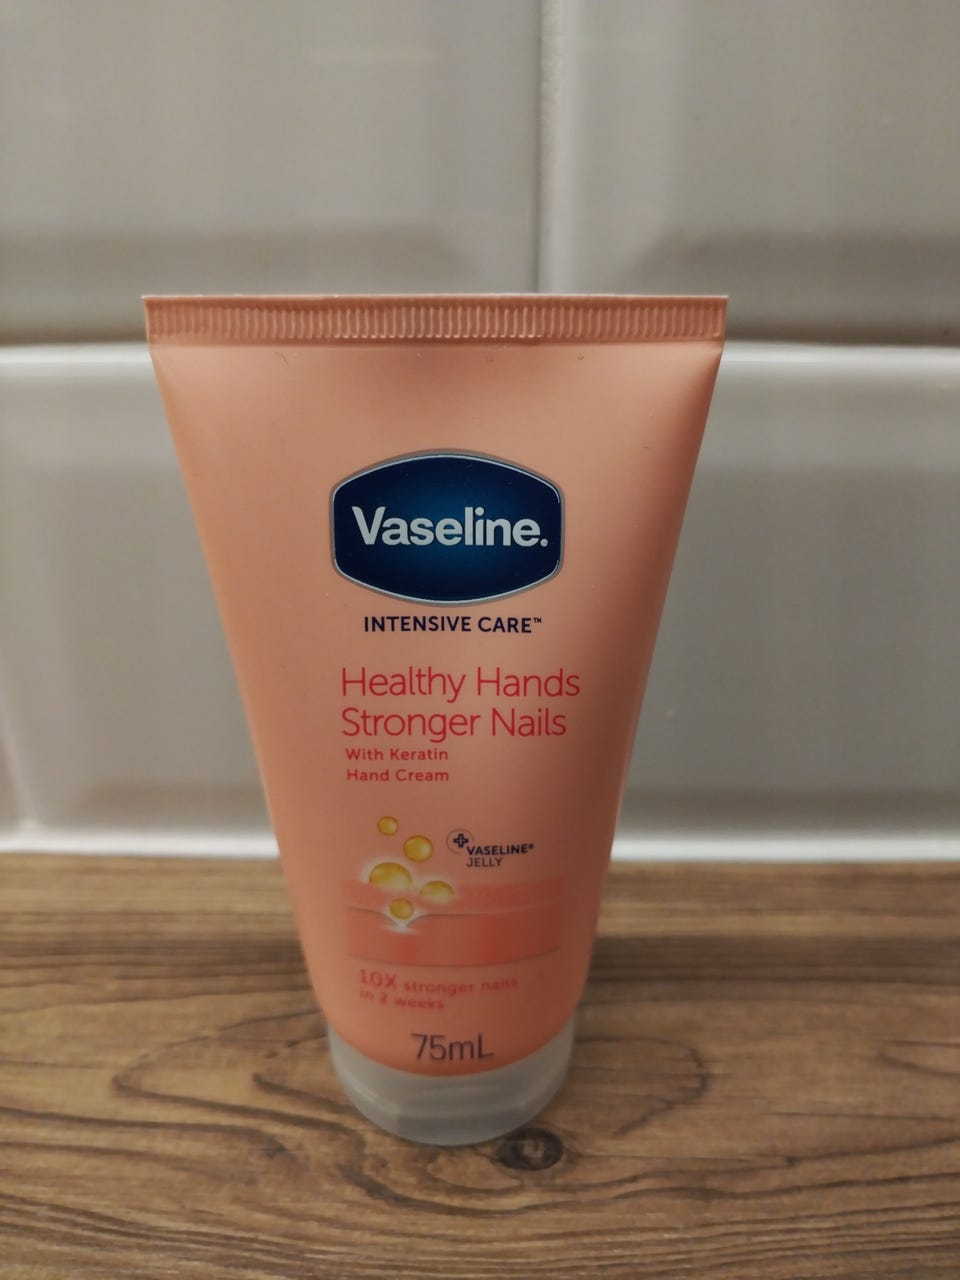 Vaseline.
INTENSIVE CARE™
Healthy Hands
Stronger Nails
With Keratin
Hand Cream
VASELINE®
JELLY
10X stronger nails
in 2 weeks
75mL